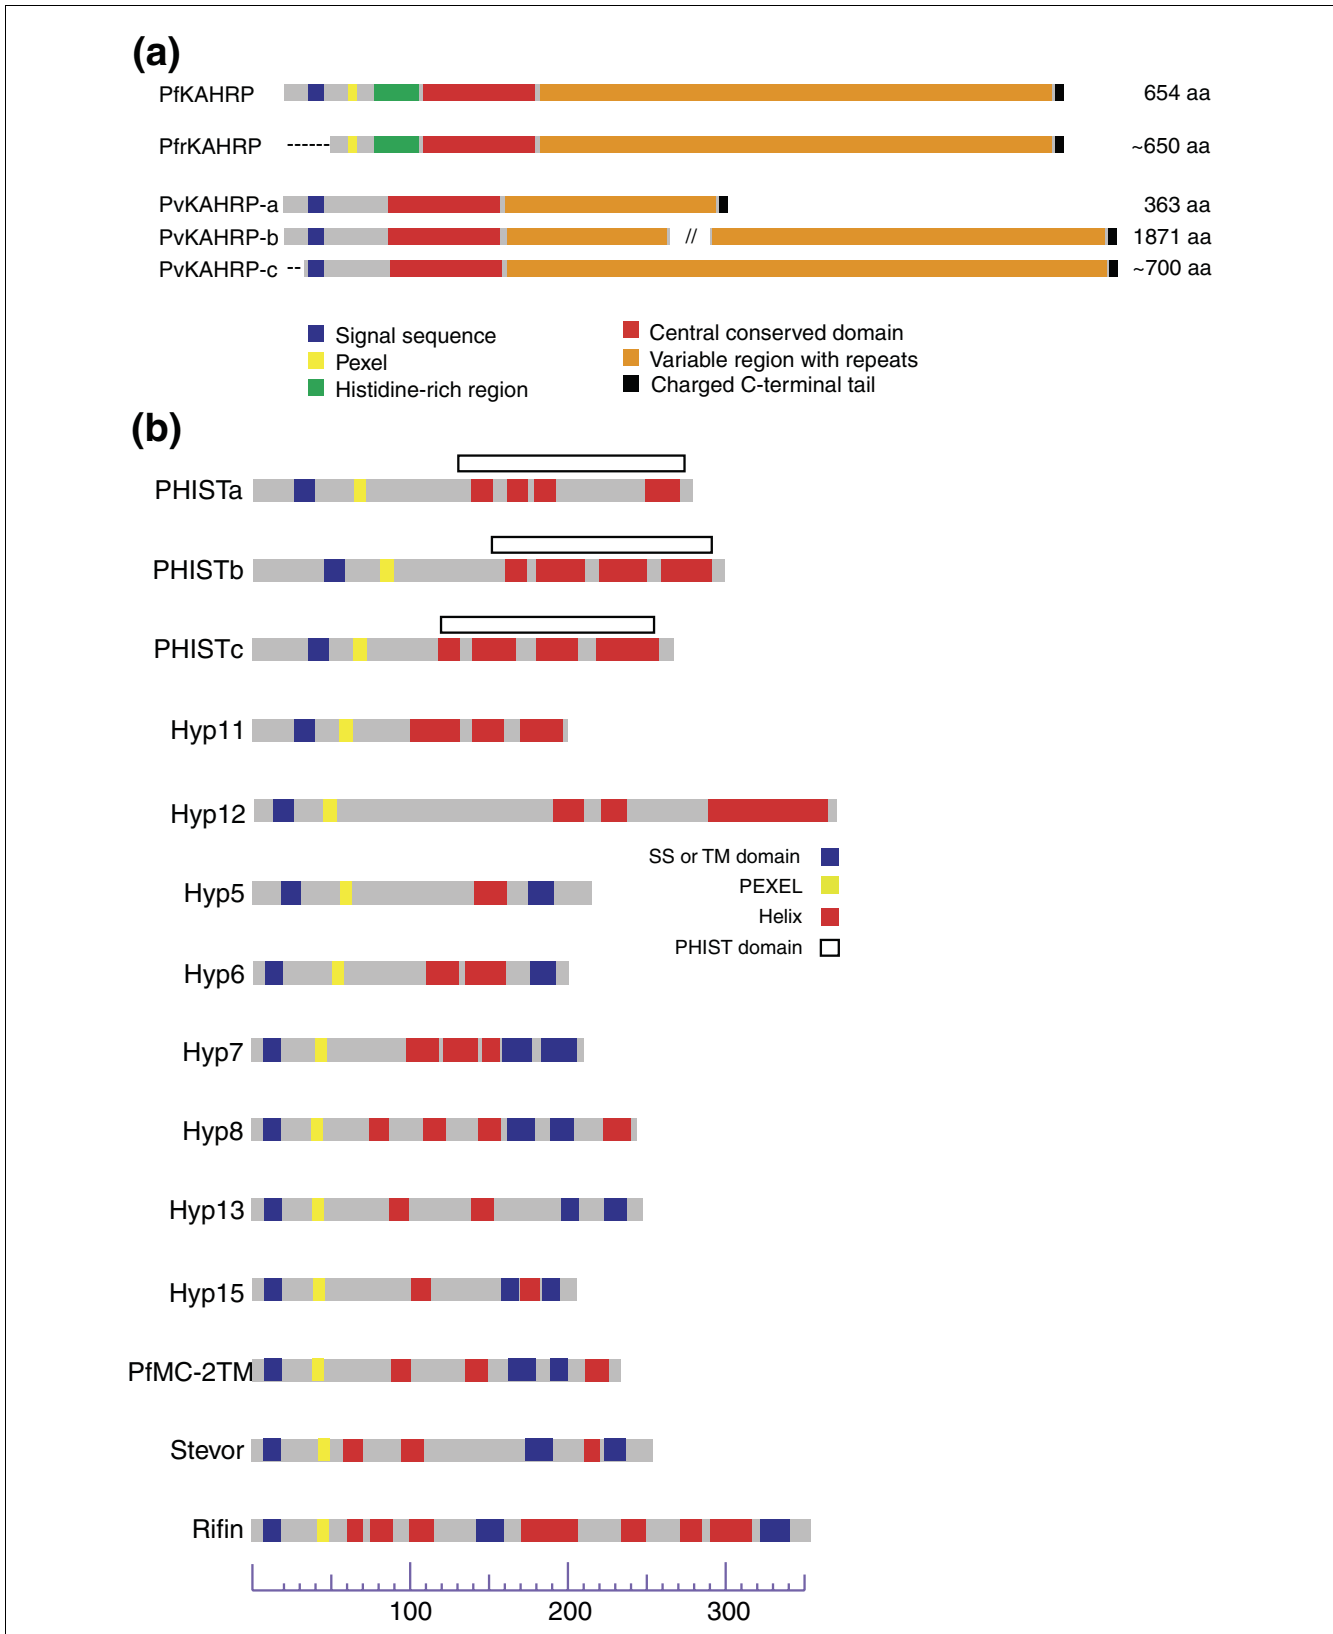 (a)
PfKAHRP 654 aa
PfrKAHRP ------ ~650 aa
PvKAHRP-a 363 aa
PvKAHRP-b // 1871 aa
PvKAHRP-c -- ~700 aa
Signal sequence
Pexel
Histidine-rich region
Central conserved domain
Variable region with repeats
Charged C-terminal tail
(b)
PHISTa
PHISTb
PHISTc
Hyp11
Hyp12
SS or TM domain
PEXEL
Helix
PHIST domain
Hyp5
Hyp6
Hyp7
Hyp8
Hyp13
Hyp15
PfMC-2TM
Stevor
Rifin
100 200 300